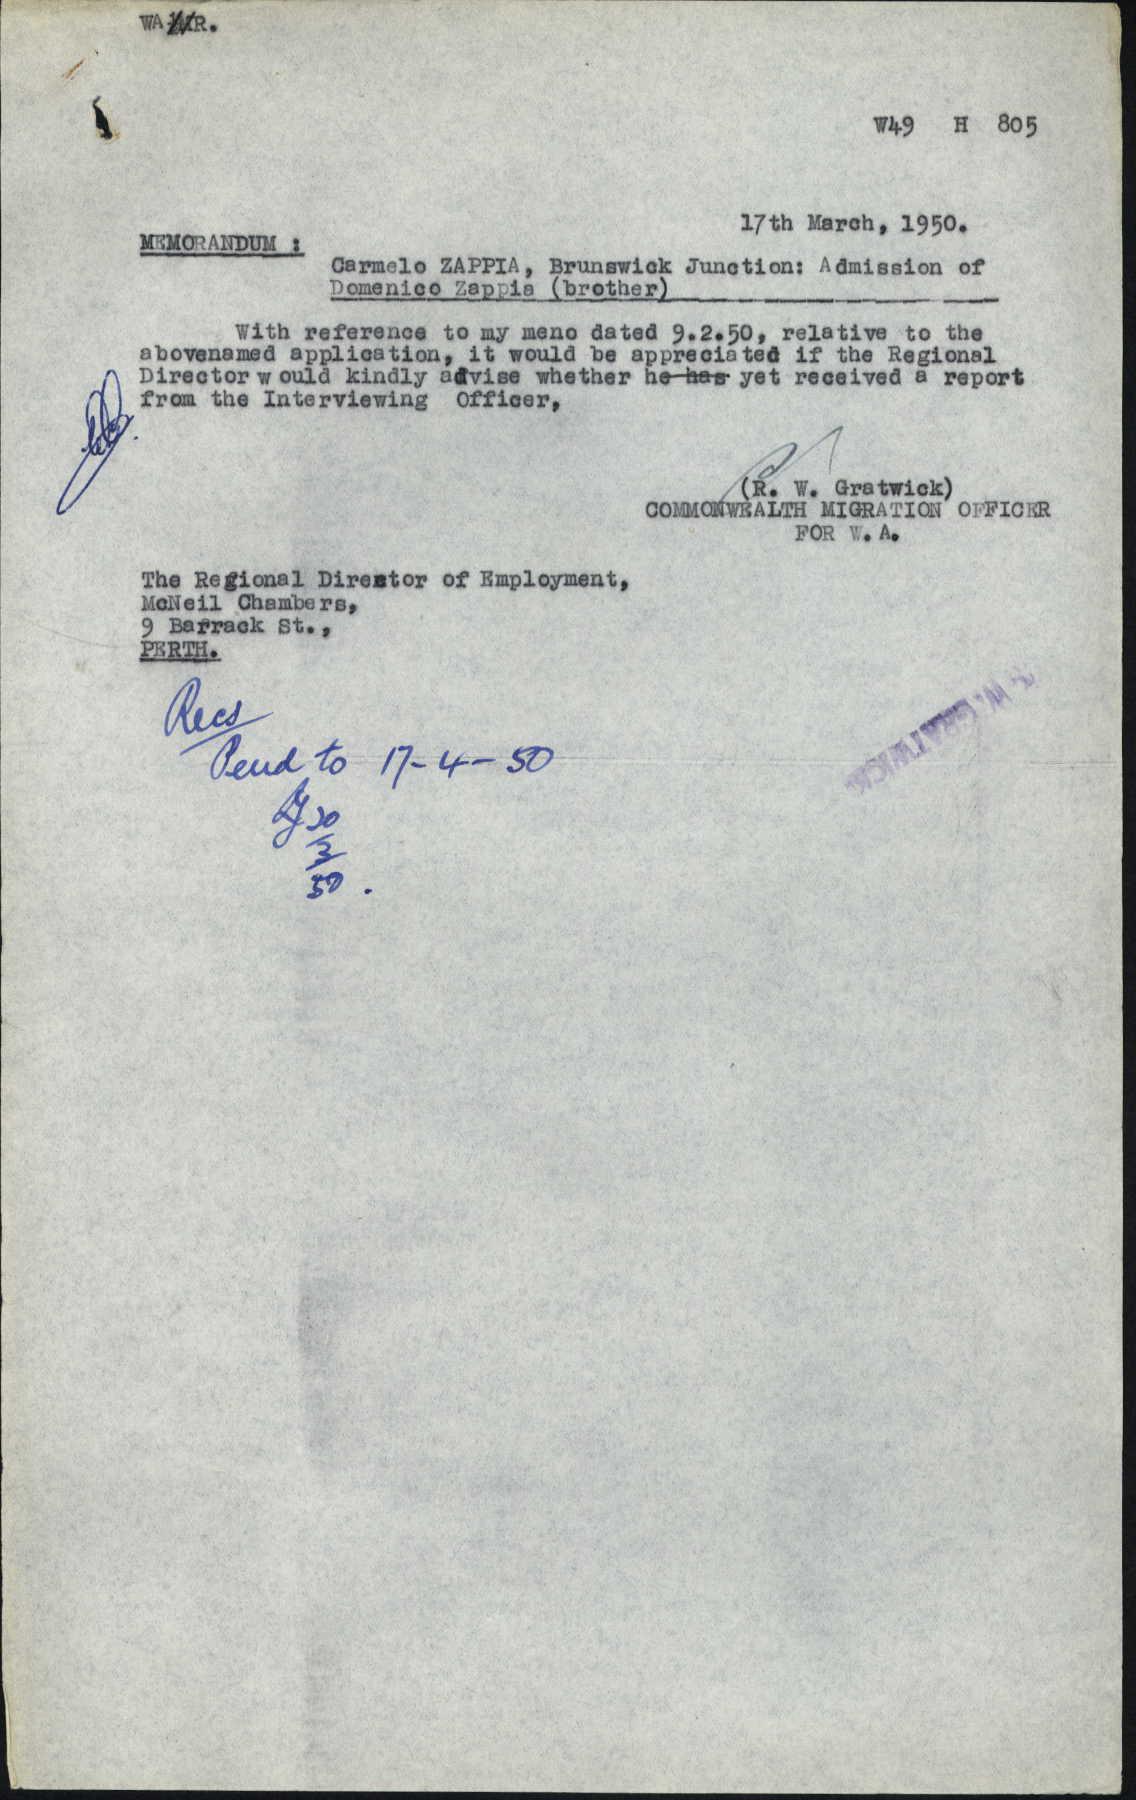 WA R.
W49 H 805
17th March, 1950.
MEMORANDUM :
Carmelo ZAPPIA, Brunswick Junction: Admission of
Domenico Zappia (brother)
With reference to my meno dated 9.2.50, relative to the
abovenamed application, it would be appreciated if the Regional
Director w ould kindly advise whether he has yet received a report
from the Interviewing Officer,
(R. W. Gratwick)
COMMONWEALTH MIGRATION OFFICER
FOR W. A.
The Regional Director of Employment,
McNeil Chambers,
9 Barrack St.,
PERTH.
R. W. GRATWICK
Recs
Pend to 17-4-50
20
3
50.